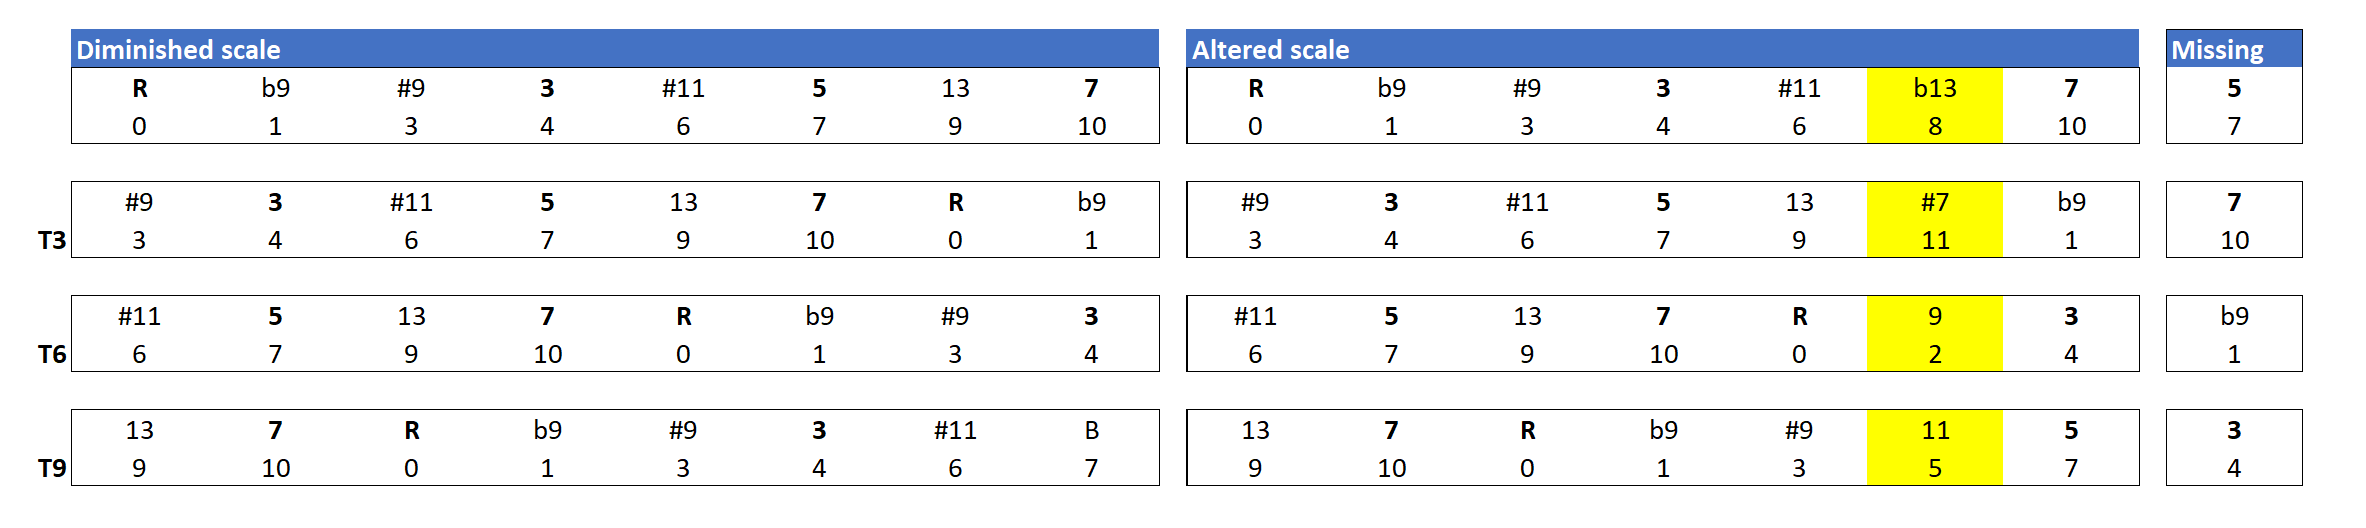 Diminished scale Altered scale Missing
R b9 #9 3 #11 5 13 7 R b9 #9 3 #11 b13 7 5
0 1 3 4 6 7 9 10 0 1 3 4 6 8 10 7
#9 3 #11 5 13 7 R b9 #9 3 #11 5 13 #7 b9 7
T3 3 4 6 7 9 10 0 1 3 4 6 7 9 11 1 10
#11 5 13 7 R b9 #9 3 #11 5 13 7 R 9 3 b9
T6 6 7 9 10 0 1 3 4 6 7 9 10 0 2 4 1
13 7 R b9 #9 3 #11 B 13 7 R b9 #9 11 5 3
T9 9 10 0 1 3 4 6 7 9 10 0 1 3 5 7 4